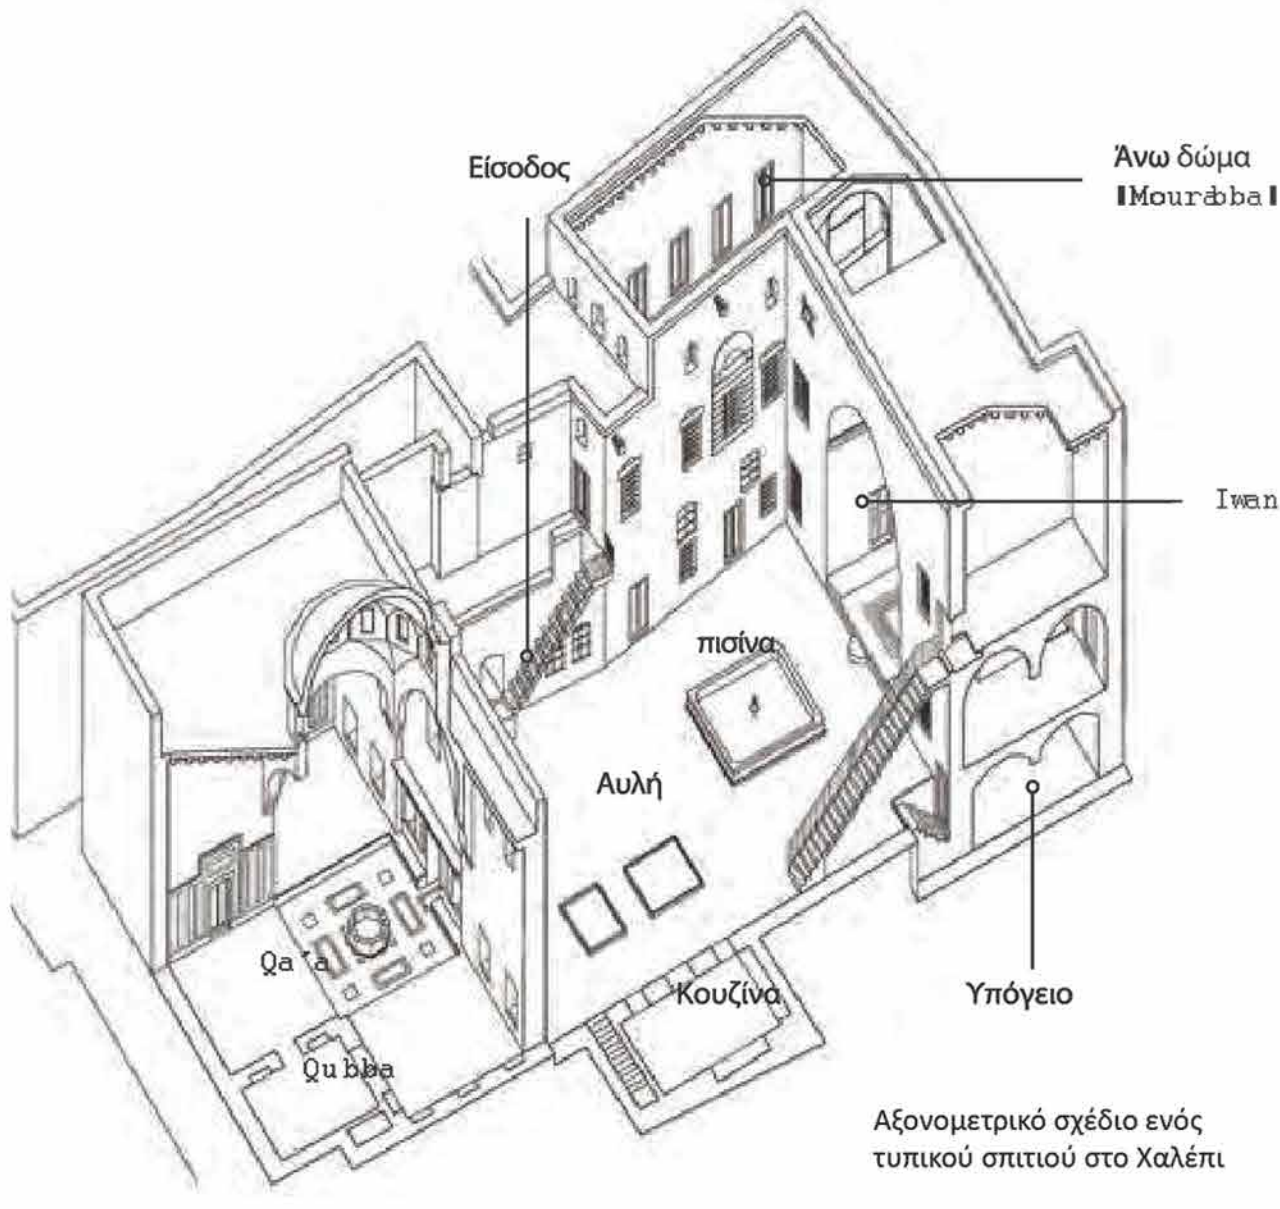 Είσοδος
Άνω δώμα
Mourabba
Iwan
πισίνα
Αυλή
Qa'a
Κουζίνα
Υπόγειο
Qubba
Αξονομετρικό σχέδιο ενός
τυπικού σπιτιού στο Χαλέπι